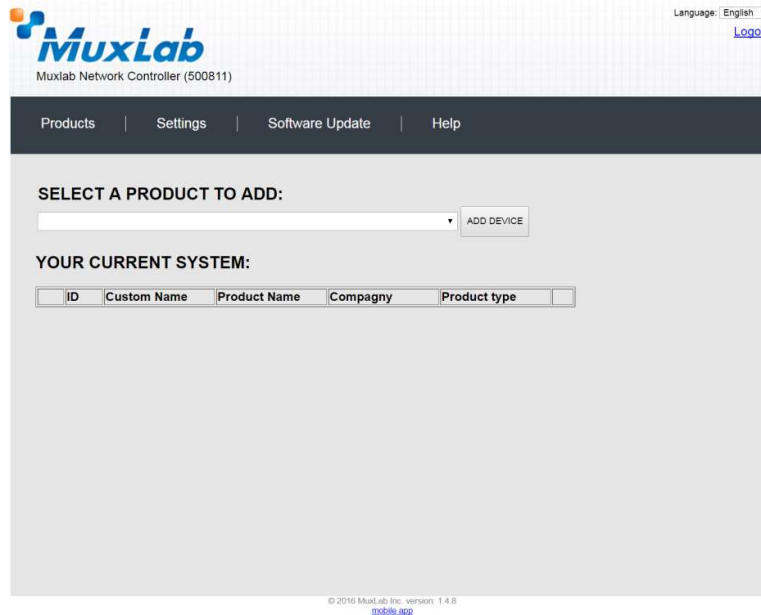 Language: English
Logo
MuxLab
Muxlab Network Controller (500811)
Products | Settings | Software Update | Help
SELECT A PRODUCT TO ADD:
ADD DEVICE
YOUR CURRENT SYSTEM:
ID Custom Name Product Name Compagny Product type
© 2016 MuxLab Inc. version: 1.4.8
mobile app